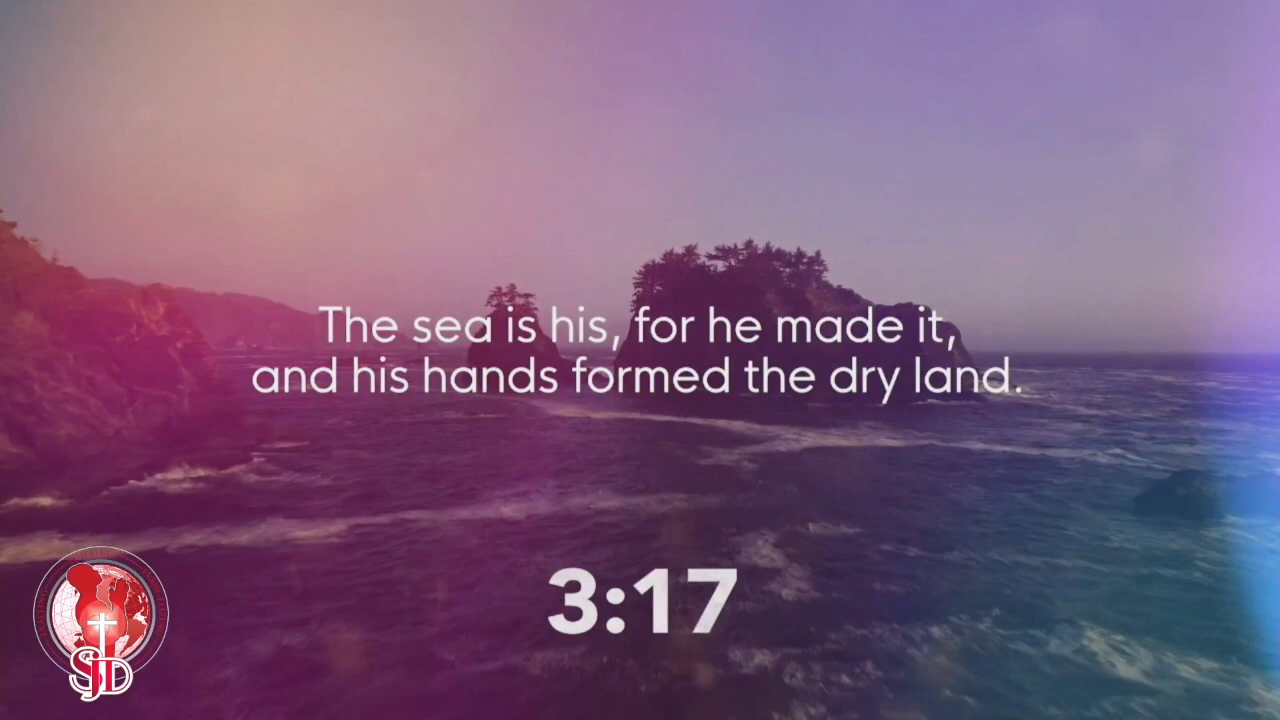 The sea is his, for he made it,
and his hands formed the dry land.
3:17
SJD